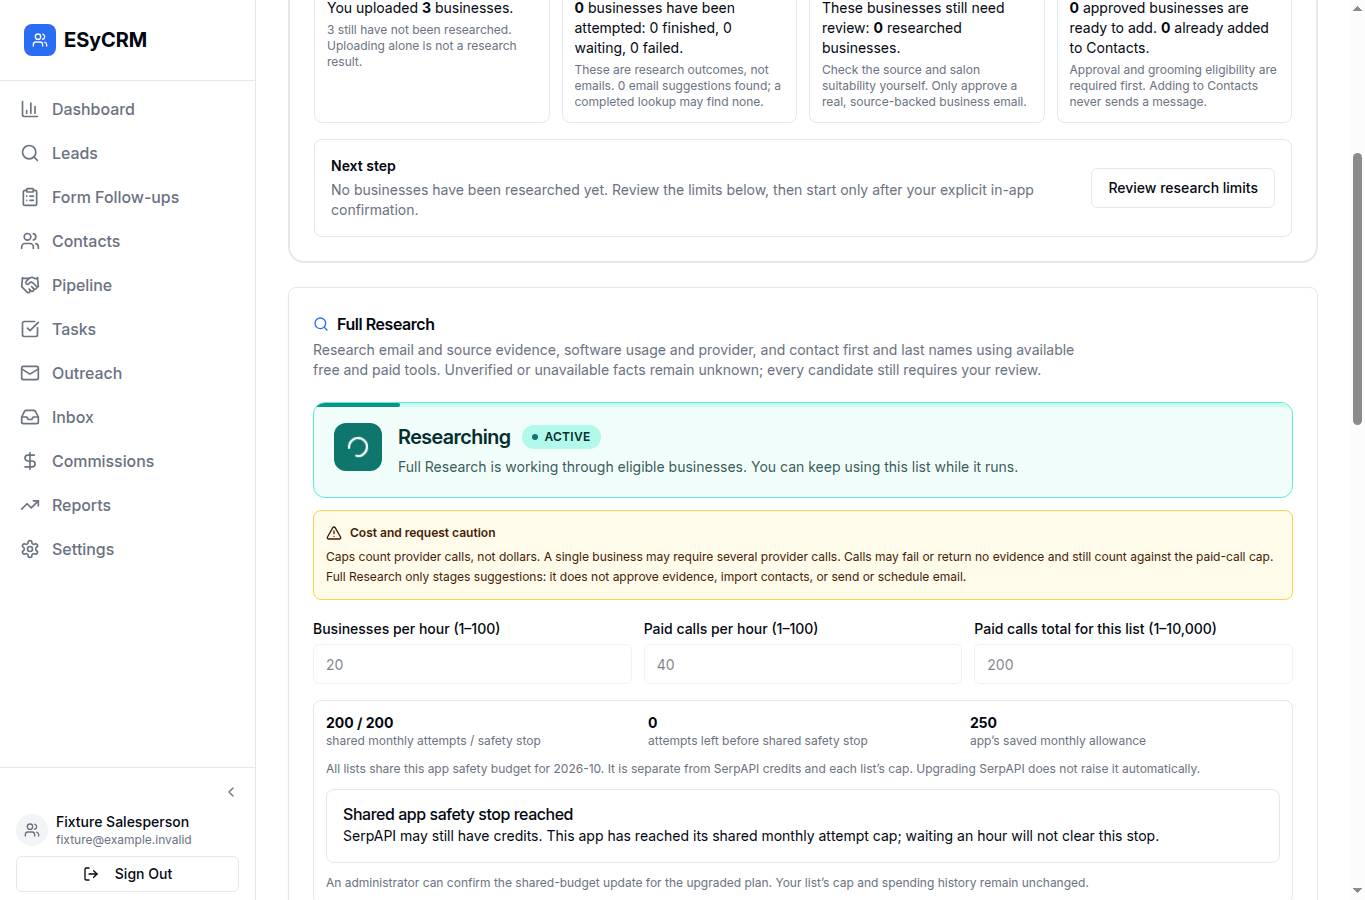 ESyCRM
Dashboard
Leads
Form Follow-ups
Contacts
Pipeline
Tasks
Outreach
Inbox
Commissions
Reports
Settings
Fixture Salesperson
fixture@example.invalid
Sign Out
You uploaded 3 businesses.
3 still have not been researched.
Uploading alone is not a research
result.
0 businesses have been
attempted: 0 finished, 0
waiting, 0 failed.
These are research outcomes, not
emails. 0 email suggestions found; a
completed lookup may find none.
These businesses still need
review: 0 researched
businesses.
Check the source and salon
suitability yourself. Only approve a
real, source-backed business email.
0 approved businesses are
ready to add. 0 already added
to Contacts.
Approval and grooming eligibility are
required first. Adding to Contacts
never sends a message.
Next step
No businesses have been researched yet. Review the limits below, then start only after your explicit in-app
confirmation.
Review research limits
Full Research
Research email and source evidence, software usage and provider, and contact first and last names using available
free and paid tools. Unverified or unavailable facts remain unknown; every candidate still requires your review.
Researching
ACTIVE
Full Research is working through eligible businesses. You can keep using this list while it runs.
Cost and request caution
Caps count provider calls, not dollars. A single business may require several provider calls. Calls may fail or return no evidence and still count against the paid-call cap.
Full Research only stages suggestions: it does not approve evidence, import contacts, or send or schedule email.
Businesses per hour (1–100)
20
Paid calls per hour (1–100)
40
Paid calls total for this list (1–10,000)
200
200 / 200
shared monthly attempts / safety stop
0
attempts left before shared safety stop
250
app's saved monthly allowance
All lists share this app safety budget for 2026-10. It is separate from SerpAPI credits and each list's cap. Upgrading SerpAPI does not raise it automatically.
Shared app safety stop reached
SerpAPI may still have credits. This app has reached its shared monthly attempt cap; waiting an hour will not clear this stop.
An administrator can confirm the shared-budget update for the upgraded plan. Your list's cap and spending history remain unchanged.